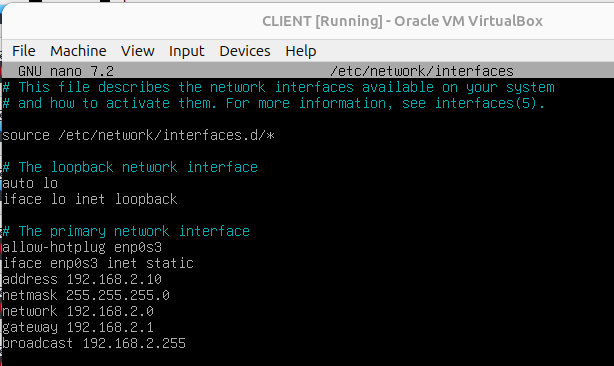 CLIENT [Running] - Oracle VM VirtualBox
File Machine View Input Devices Help
GNU nano 7.2 /etc/network/interfaces
# This file describes the network interfaces available on your system
# and how to activate them. For more information, see interfaces(5).
source /etc/network/interfaces.d/*
# The loopback network interface
auto lo
iface lo inet loopback
# The primary network interface
allow-hotplug enp0s3
iface enp0s3 inet static
address 192.168.2.10
netmask 255.255.255.0
network 192.168.2.0
gateway 192.168.2.1
broadcast 192.168.2.255